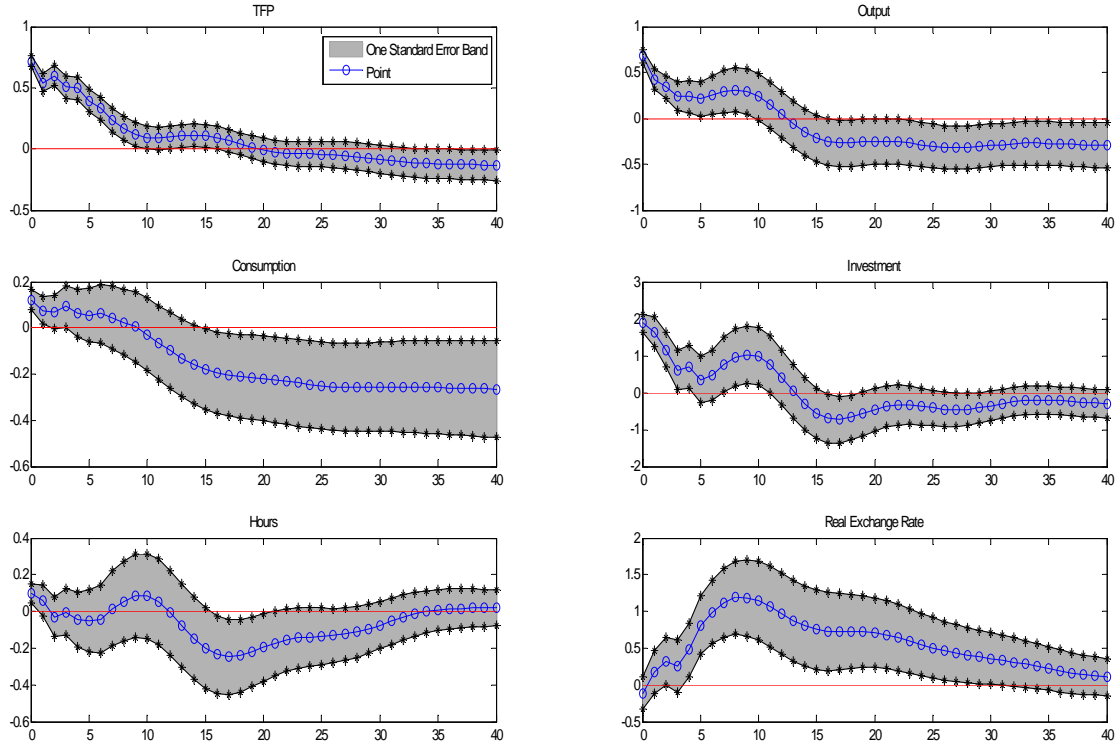 TFP
1
0.5
0
-0.5
0 5 10 15 20 25 30 35 40
One Standard Error Band
Point
Output
1
0.5
0
-0.5
-1
0 5 10 15 20 25 30 35 40
Consumption
0.2
0
-0.2
-0.4
-0.6
0 5 10 15 20 25 30 35 40
Investment
3
2
1
0
-1
-2
0 5 10 15 20 25 30 35 40
Hours
0.4
0.2
0
-0.2
-0.4
-0.6
0 5 10 15 20 25 30 35 40
Real Exchange Rate
2
1.5
1
0.5
0
-0.5
0 5 10 15 20 25 30 35 40